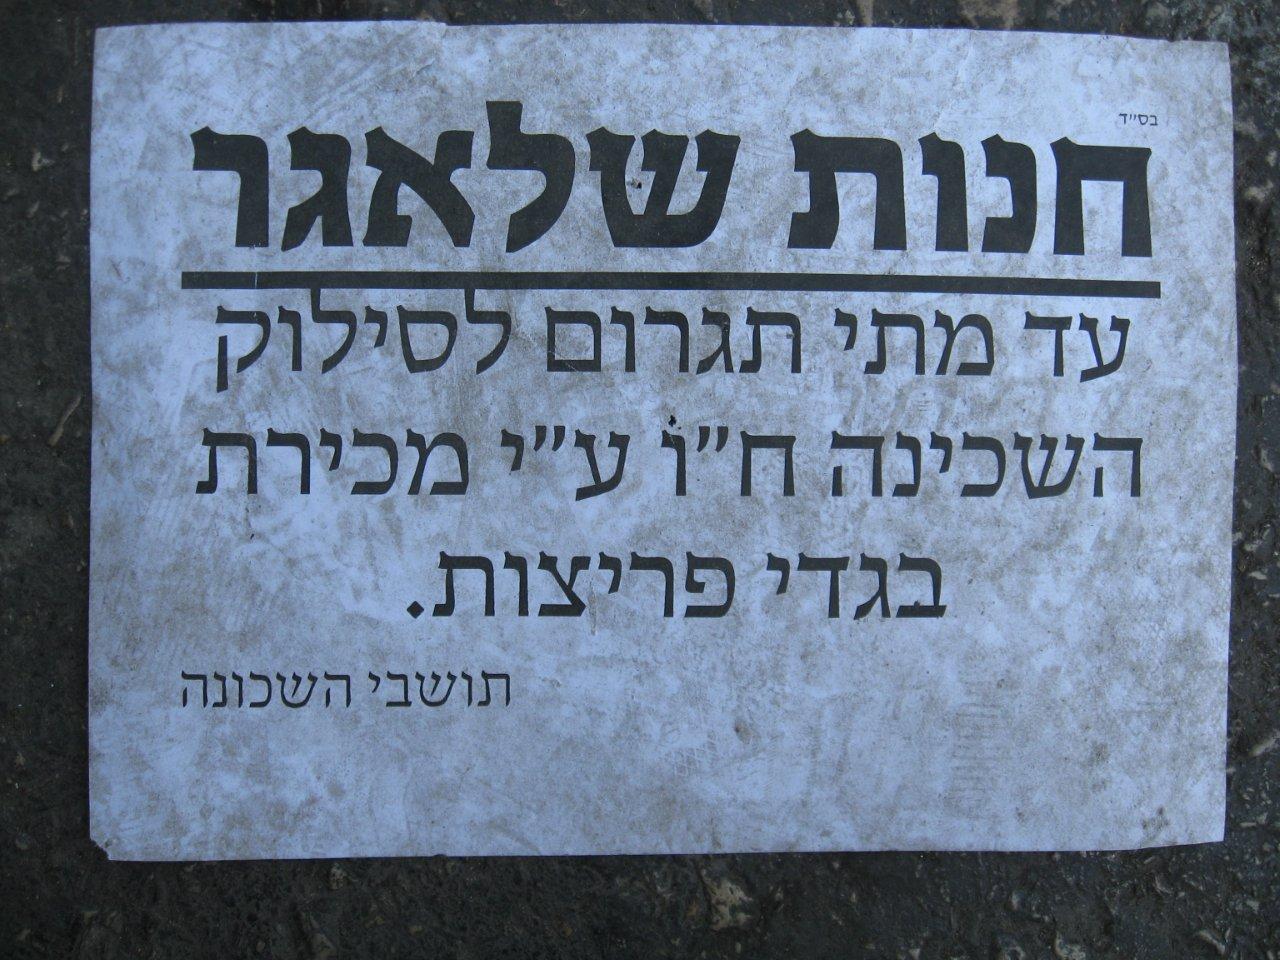 בס״ד
חנות שלאגר
עד מתי תגרום לסילוק
השכינה ח״ו ע״י מכירת
בגדי פריצות.
תושבי השכונה